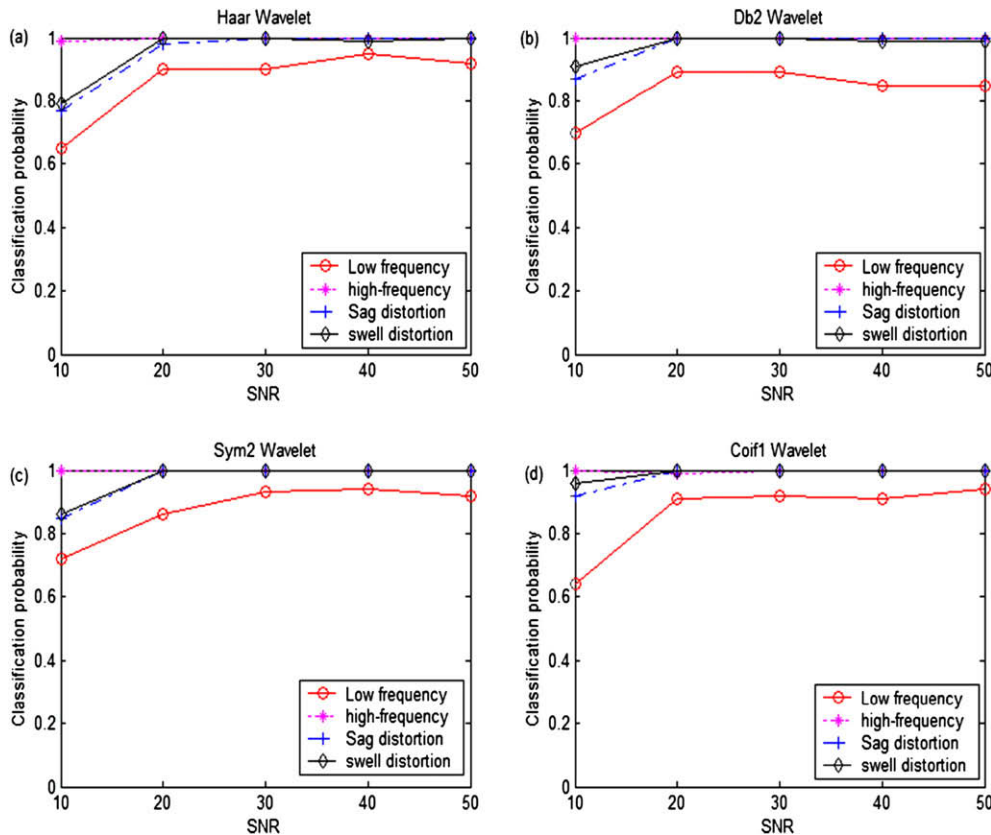 (a)
Haar Wavelet
Classification probability
1
0.8
0.6
0.4
0.2
0
10
20
30
40
50
SNR
Low frequency
high-frequency
Sag distortion
swell distortion
(b)
Db2 Wavelet
Classification probability
1
0.8
0.6
0.4
0.2
0
10
20
30
40
50
SNR
Low frequency
high-frequency
Sag distortion
swell distortion
(c)
Sym2 Wavelet
Classification probability
1
0.8
0.6
0.4
0.2
0
10
20
30
40
50
SNR
Low frequency
high-frequency
Sag distortion
swell distortion
(d)
Coif1 Wavelet
Classification probability
1
0.8
0.6
0.4
0.2
0
10
20
30
40
50
SNR
Low frequency
high-frequency
Sag distortion
swell distortion